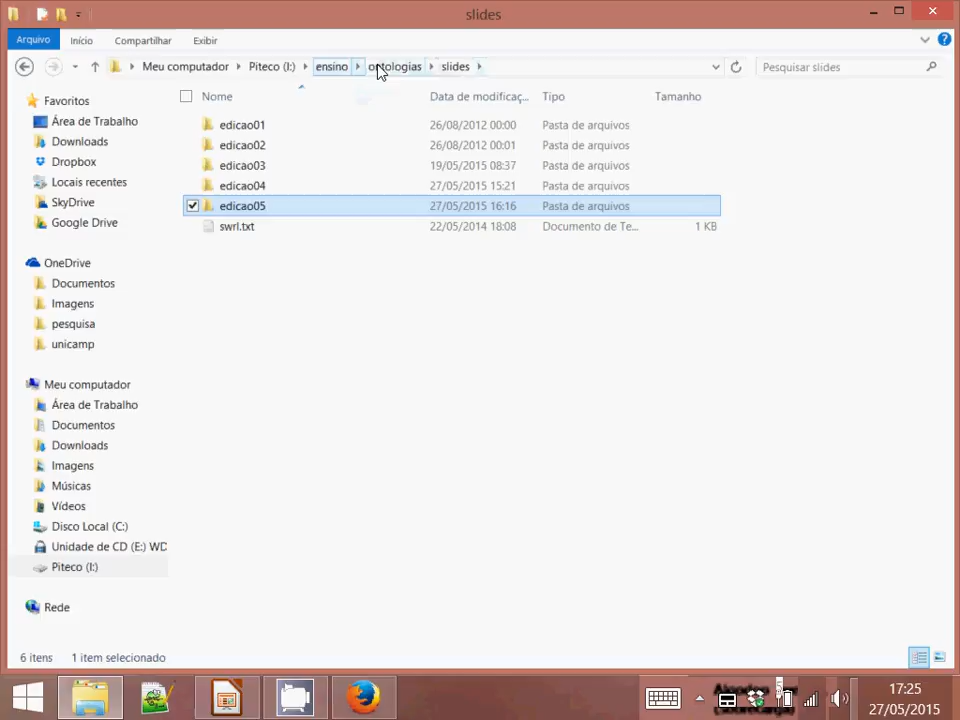 slides
Arquivo Início Compartilhar Exibir
Meu computador Piteco (I:) ensino ontologias slides Pesquisar slides
Nome Data de modificaç... Tipo Tamanho
edicao01 26/08/2012 00:00 Pasta de arquivos
edicao02 26/08/2012 00:01 Pasta de arquivos
edicao03 19/05/2015 08:37 Pasta de arquivos
edicao04 27/05/2015 15:21 Pasta de arquivos
edicao05 27/05/2015 16:16 Pasta de arquivos
swrl.txt 22/05/2014 18:08 Documento de Te... 1 KB
Favoritos
Área de Trabalho
Downloads
Dropbox
Locais recentes
SkyDrive
Google Drive
OneDrive
Documentos
Imagens
pesquisa
unicamp
Meu computador
Área de Trabalho
Documentos
Downloads
Imagens
Músicas
Vídeos
Disco Local (C:)
Unidade de CD (E:) WD
Piteco (I:)
Rede
6 itens 1 item selecionado
17:25
27/05/2015